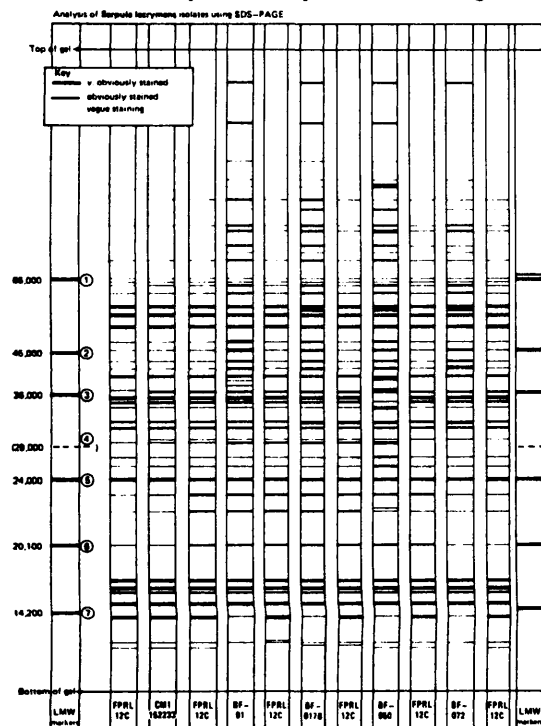 Analysis of Serpula lacrymans isolates using SDS-PAGE
Top of gel
Key
v. obviously stained
obviously stained
vague staining
66,000 1
45,000 2
36,000 3
4
(29,000 )
24,000 5
20,100 6
14,200 7
Bottom of gel
LMW markers
FPRL 12C
CMI
FPRL 12C
BF-
FPRL 12C
BF-
FPRL 12C
BF-
FPRL 12C
BF-
FPRL 12C
LMW markers